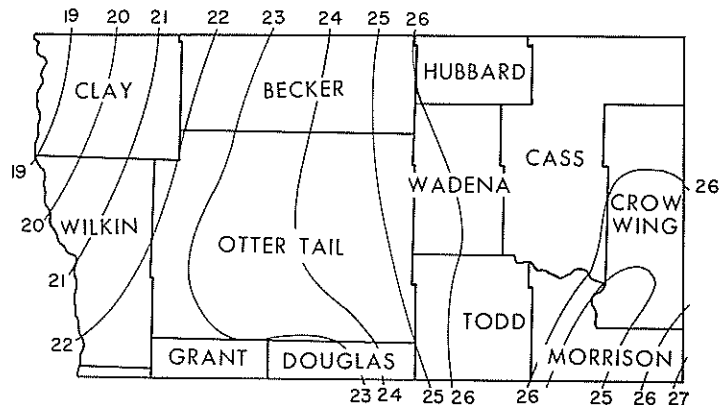 19 20 21 22 23 24 25 26
CLAY BECKER HUBBARD
CASS
19 WADENA 26
20 WILKIN CROW WING
OTTER TAIL
21
22 TODD
GRANT DOUGLAS MORRISON
23 24 25 26 26 25 26 27